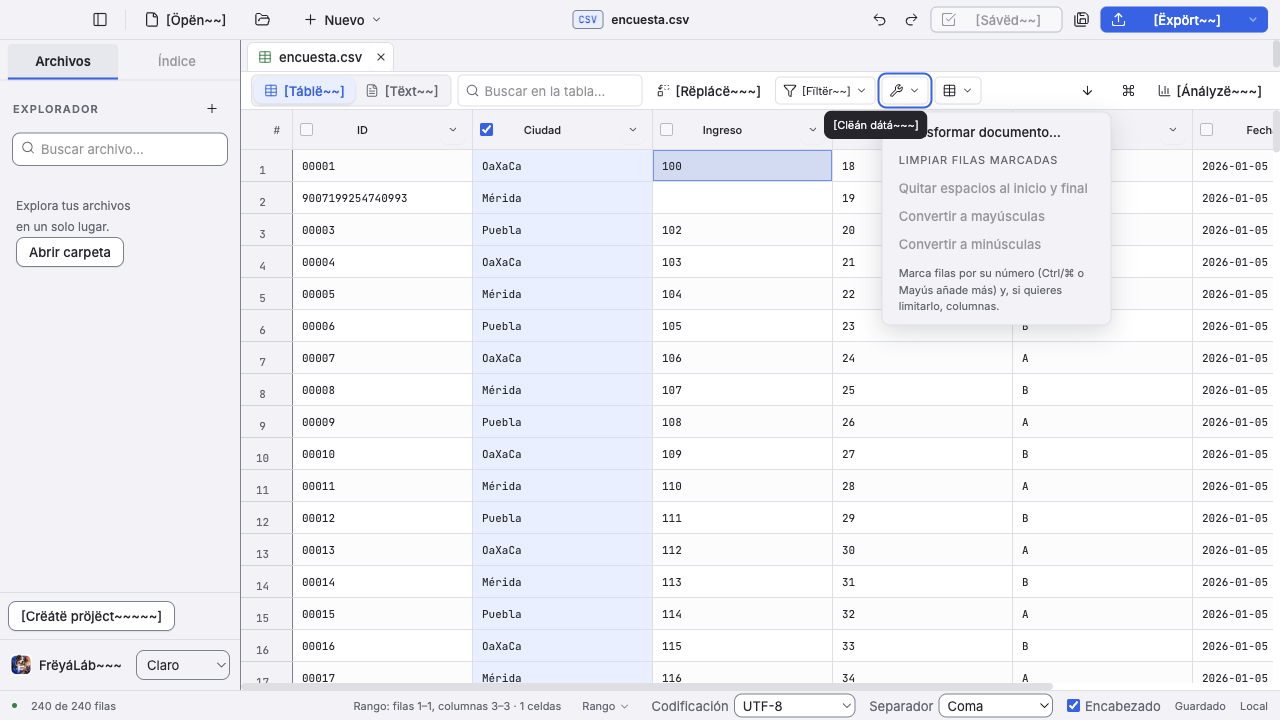 [Öpën~~]
Nuevo
CSV encuesta.csv
[Sávëd~~]
[Ëxpört~~]
Archivos
Índice
encuesta.csv
EXPLORADOR
Buscar archivo...
Explora tus archivos
en un solo lugar.
Abrir carpeta
[Crëátë pröjëct~~~~~]
FrëyáLáb~~~
Claro
[Táblë~~]
[Tëxt~~]
Buscar en la tabla...
[Rëplácë~~~]
[Fïltër~~]
[Ánályzë~~~]
[Clëán dátá~~~]
sformar documento...
LIMPIAR FILAS MARCADAS
Quitar espacios al inicio y final
Convertir a mayúsculas
Convertir a minúsculas
Marca filas por su número (Ctrl/⌘ o
Mayús añade más) y, si quieres
limitarlo, columnas.
# ID Ciudad Ingreso Fech
1 00001 OaXaCa 100 18 2026-01-05
2 9007199254740993 Mérida 19 2026-01-05
3 00003 Puebla 102 20 2026-01-05
4 00004 OaXaCa 103 21 2026-01-05
5 00005 Mérida 104 22 2026-01-05
6 00006 Puebla 105 23 B 2026-01-05
7 00007 OaXaCa 106 24 A 2026-01-05
8 00008 Mérida 107 25 B 2026-01-05
9 00009 Puebla 108 26 A 2026-01-05
10 00010 OaXaCa 109 27 B 2026-01-05
11 00011 Mérida 110 28 A 2026-01-05
12 00012 Puebla 111 29 B 2026-01-05
13 00013 OaXaCa 112 30 A 2026-01-05
14 00014 Mérida 113 31 B 2026-01-05
15 00015 Puebla 114 32 A 2026-01-05
16 00016 OaXaCa 115 33 B 2026-01-05
17 00017 Mérida 116 34 A 2026-01-05
240 de 240 filas
Rango: filas 1–1, columnas 3–3 · 1 celdas
Rango
Codificación UTF-8
Separador Coma
Encabezado
Guardado
Local